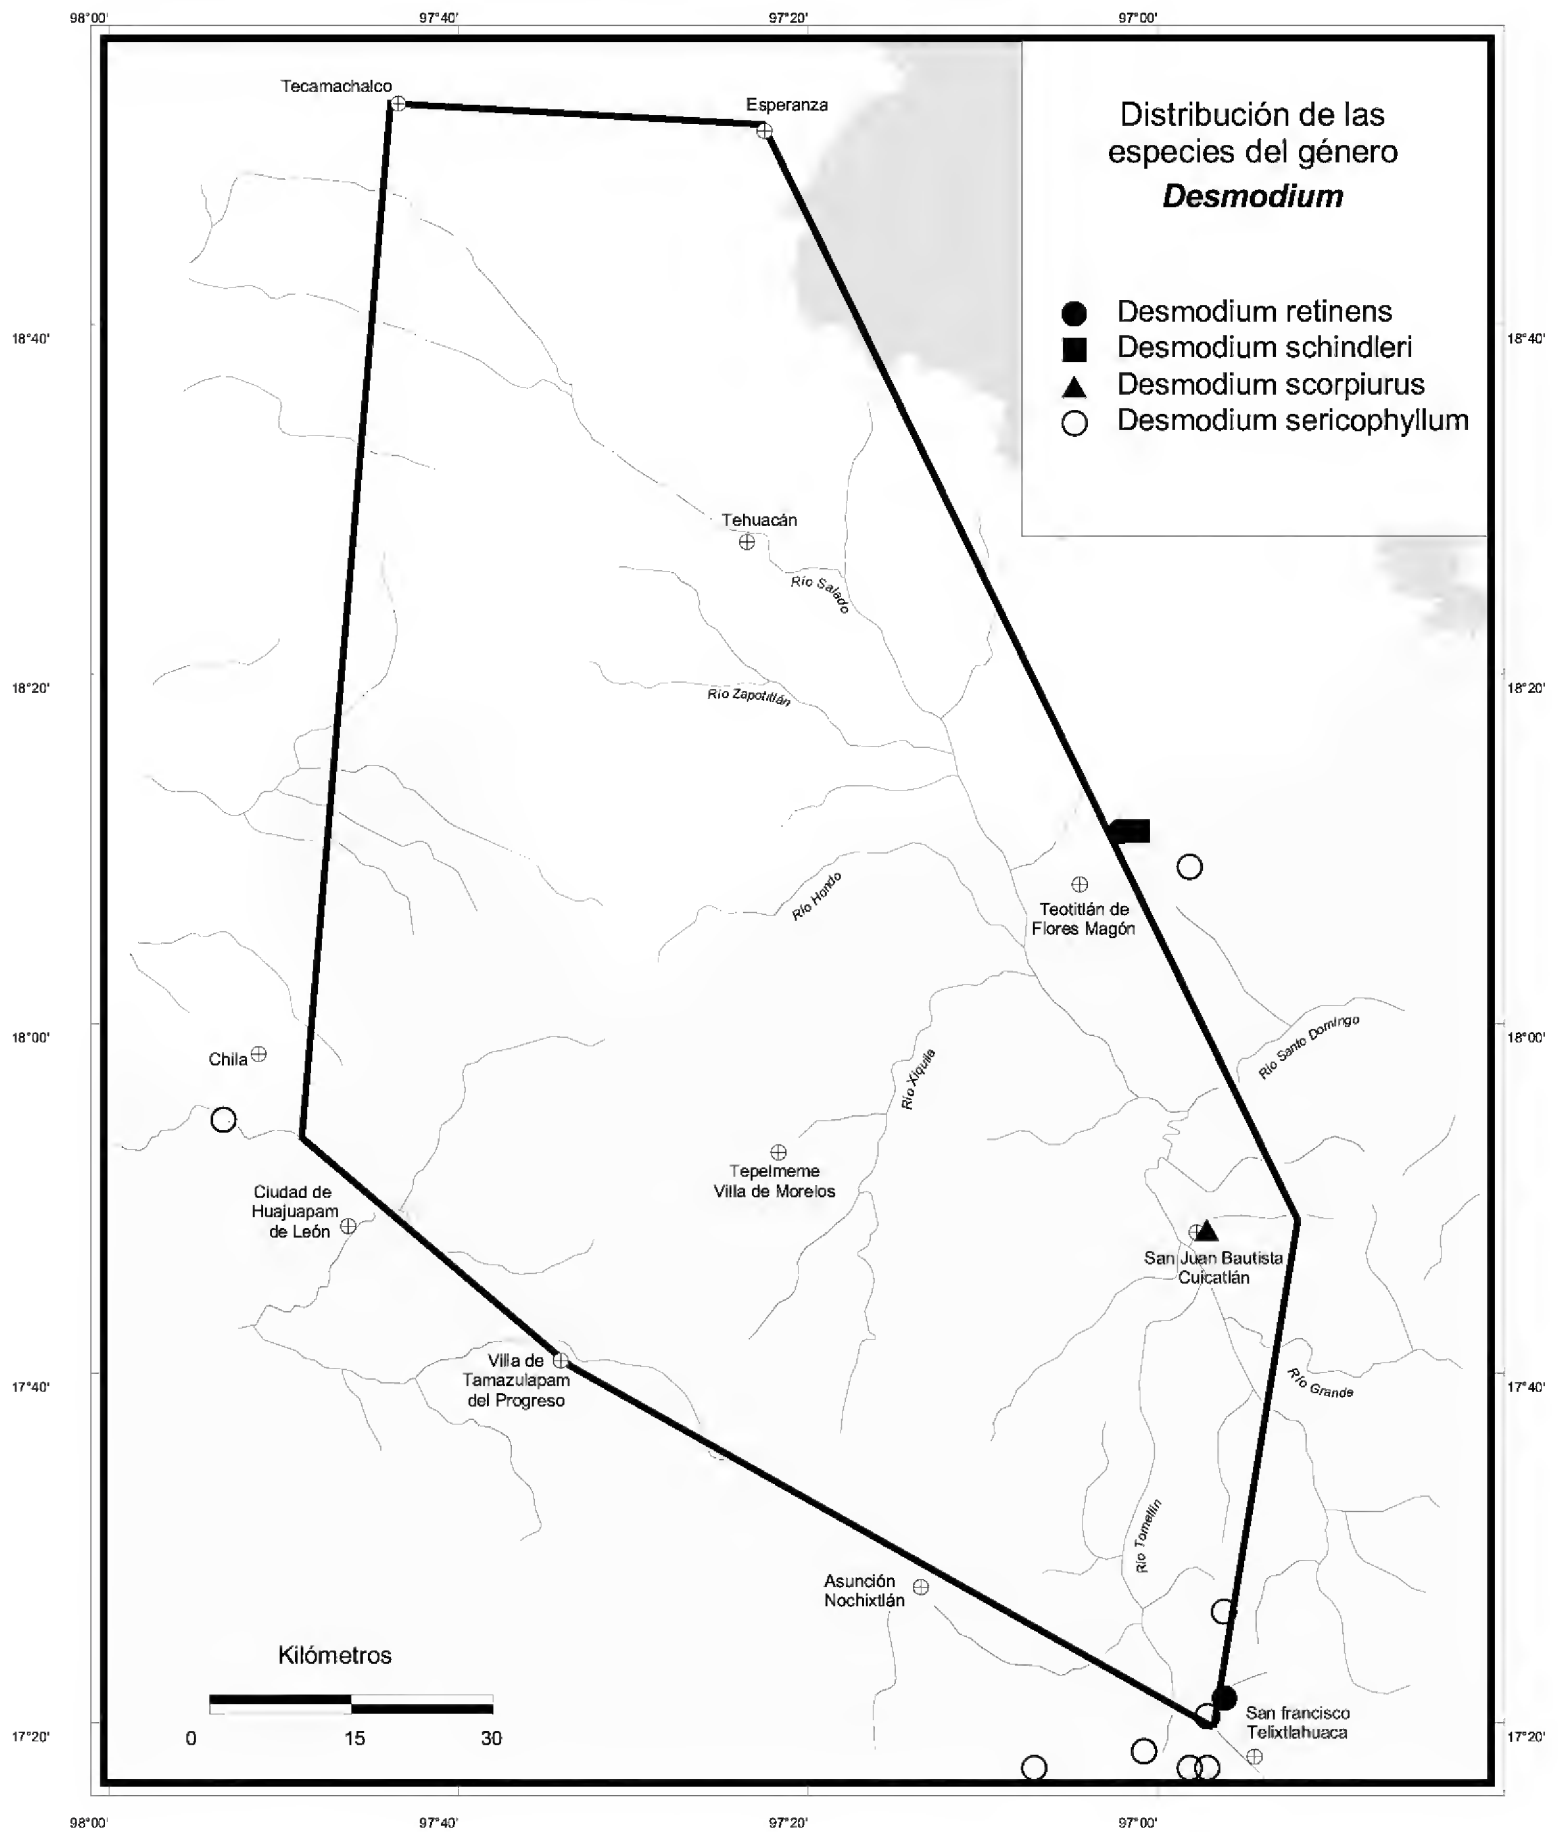 98°00'
97°40'
97°20'
97°00'
Tecamachalco
Esperanza
Distribución de las
especies del género
Desmodium
Desmodium retinens
Desmodium schindleri
Desmodium scorpiurus
Desmodium sericophyllum
18°40'
18°40'
Tehuacán
Río Salado
18°20'
18°20'
Río Zapotitlán
Río Hondo
Teotitlán de
Flores Magón
18°00'
18°00'
Río Santo Domingo
Chila
Río Xiquila
Tepelmeme
Villa de Morelos
Ciudad de
Huajuapam
de León
San Juan Bautista
Cuicatlán
17°40'
17°40'
Villa de
Tamazulapam
del Progreso
Río Grande
Río Tomellín
Asunción
Nochixtlán
Kilómetros
0
15
30
San francisco
Telixtlahuaca
17°20'
17°20'
98°00'
97°40'
97°20'
97°00'